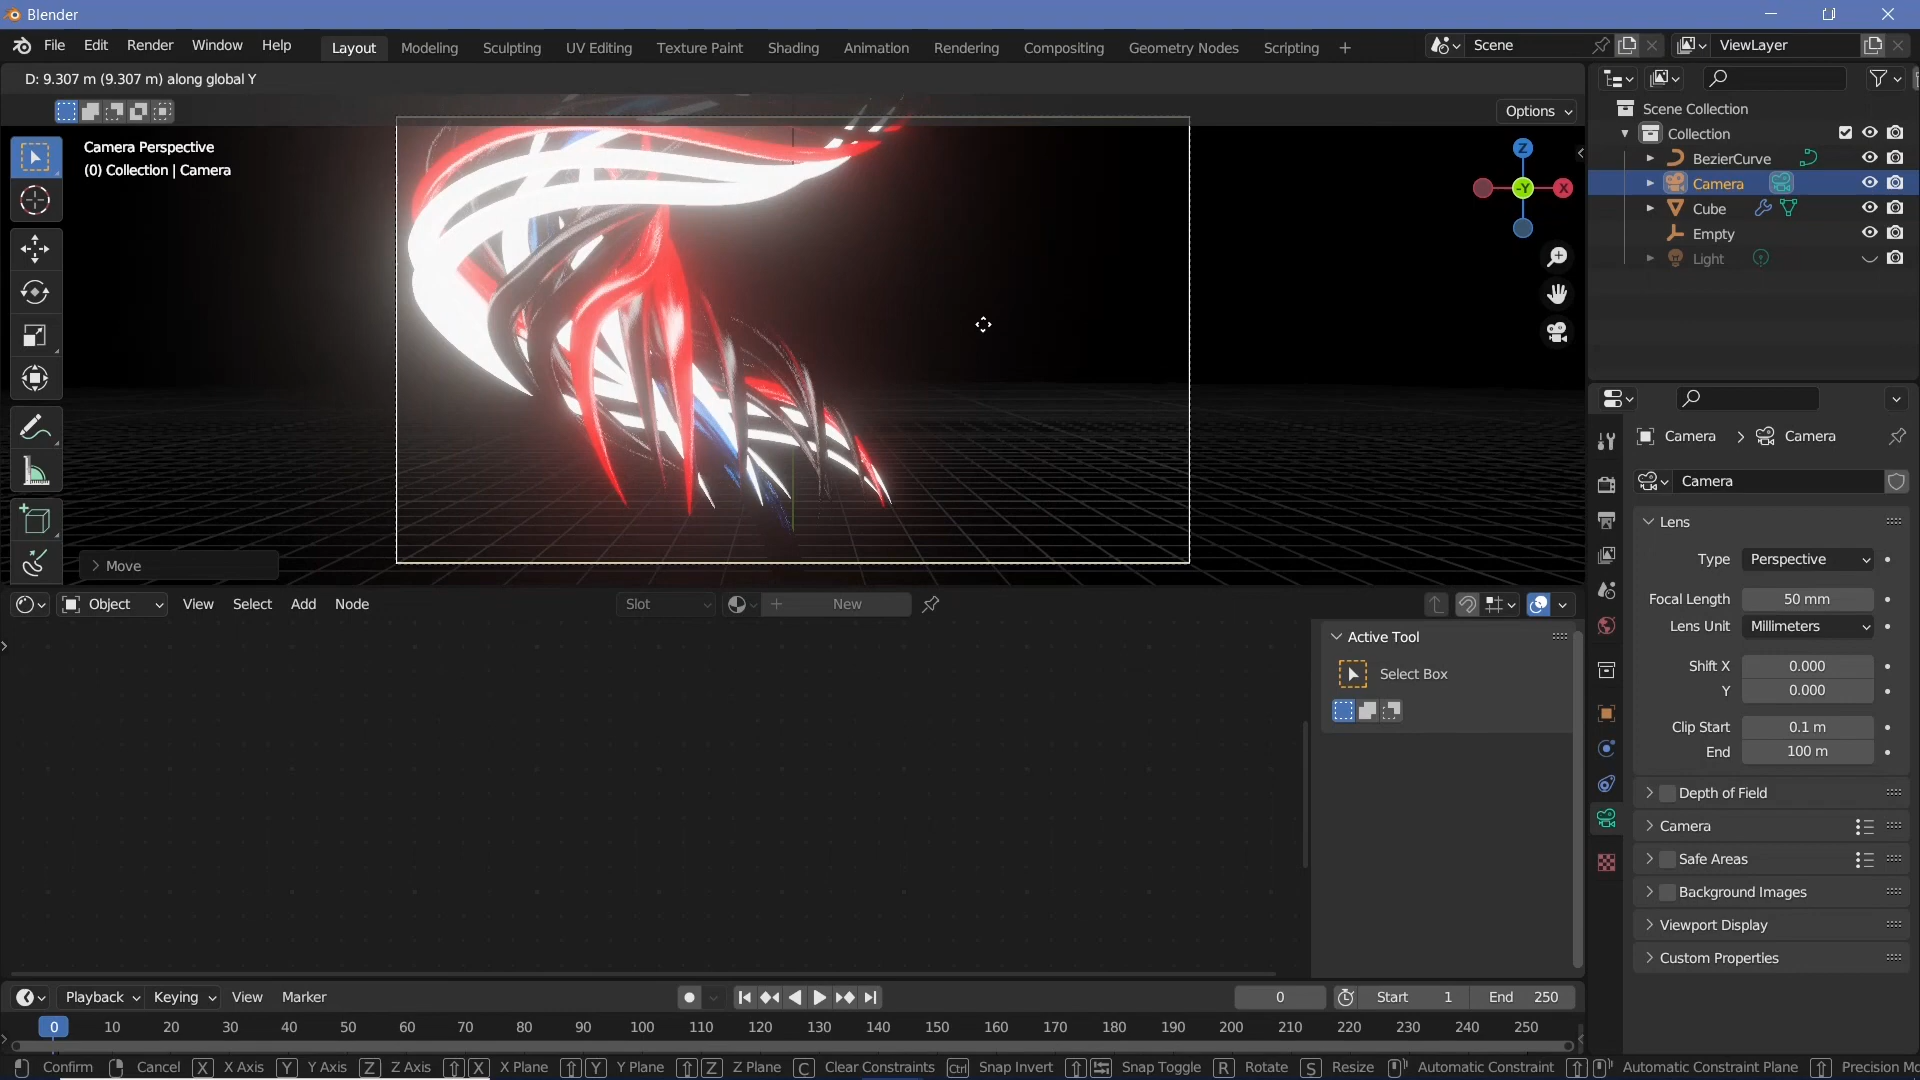 Blender
File Edit Render Window Help Layout Modeling Sculpting UV Editing Texture Paint Shading Animation Rendering Compositing Geometry Nodes Scripting + Scene ViewLayer
D: 9.307 m (9.307 m) along global Y
Options
Camera Perspective
(0) Collection | Camera
Z
-Y X
Move
Scene Collection
Collection
BezierCurve
Camera
Cube
Empty
Light
Camera > Camera
Camera
Lens
Type Perspective
Focal Length 50 mm
Lens Unit Millimeters
Shift X 0.000
Y 0.000
Clip Start 0.1 m
End 100 m
Depth of Field
Camera
Safe Areas
Background Images
Viewport Display
Custom Properties
Object View Select Add Node Slot + New
Active Tool
Select Box
Playback Keying View Marker 0 Start 1 End 250
0 10 20 30 40 50 60 70 80 90 100 110 120 130 140 150 160 170 180 190 200 210 220 230 240 250
Confirm Cancel X X Axis Y Y Axis Z Z Axis X X Plane Y Y Plane Z Z Plane C Clear Constraints Ctrl Snap Invert Snap Toggle R Rotate S Resize Automatic Constraint Automatic Constraint Plane Precision Mo